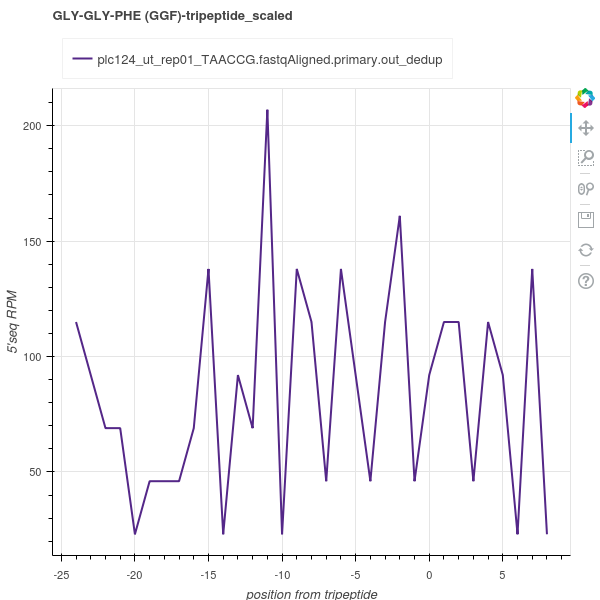 GLY-GLY-PHE (GGF)-tripeptide_scaled
plc124_ut_rep01_TAACCG.fastqAligned.primary.out_dedup
200
150
100
50
5'seq RPM
-25 -20 -15 -10 -5 0 5
position from tripeptide